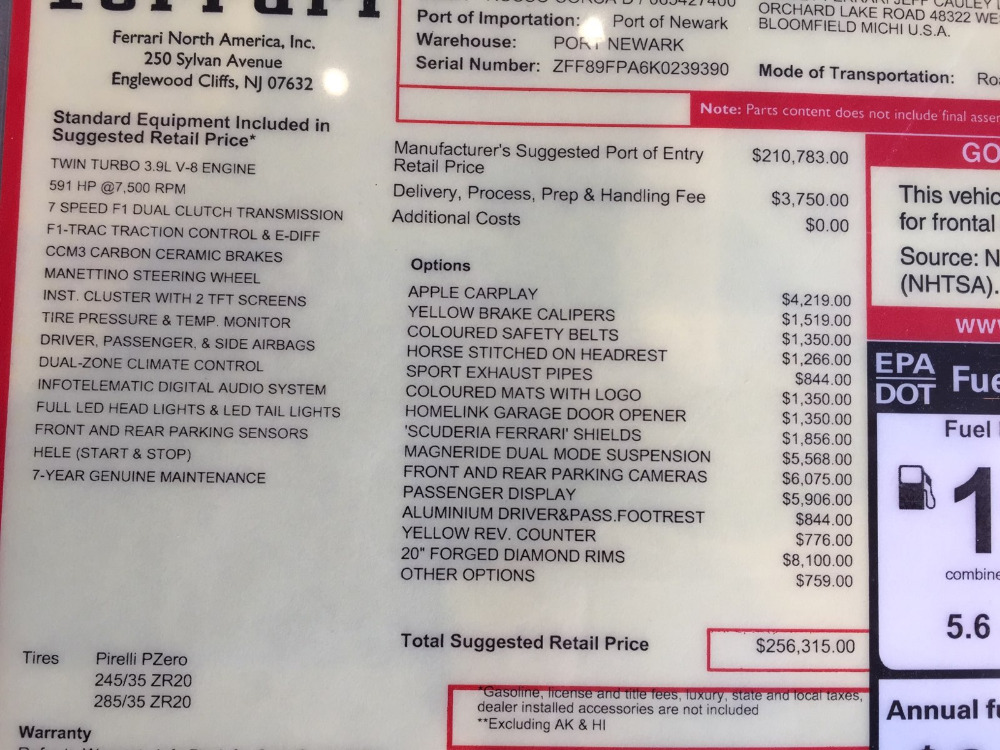 Ferrari
Ferrari North America, Inc.
250 Sylvan Avenue
Englewood Cliffs, NJ 07632
Standard Equipment Included in
Suggested Retail Price*
TWIN TURBO 3.9L V-8 ENGINE
591 HP @7,500 RPM
7 SPEED F1 DUAL CLUTCH TRANSMISSION
F1-TRAC TRACTION CONTROL & E-DIFF
CCM3 CARBON CERAMIC BRAKES
MANETTINO STEERING WHEEL
INST. CLUSTER WITH 2 TFT SCREENS
TIRE PRESSURE & TEMP. MONITOR
DRIVER, PASSENGER, & SIDE AIRBAGS
DUAL-ZONE CLIMATE CONTROL
INFOTELEMATIC DIGITAL AUDIO SYSTEM
FULL LED HEAD LIGHTS & LED TAIL LIGHTS
FRONT AND REAR PARKING SENSORS
HELE (START & STOP)
7-YEAR GENUINE MAINTENANCE
Tires Pirelli PZero
245/35 ZR20
285/35 ZR20
Warranty
Port of Importation: Port of Newark
Warehouse: PORT NEWARK
Serial Number: ZFF89FPA6K0239390
ORCHARD LAKE ROAD 48322 WE
BLOOMFIELD MICHI U.S.A.
Mode of Transportation: Roa
Note: Parts content does not include final asser
Manufacturer's Suggested Port of Entry
Retail Price $210,783.00
Delivery, Process, Prep & Handling Fee $3,750.00
Additional Costs $0.00
Options
APPLE CARPLAY $4,219.00
YELLOW BRAKE CALIPERS $1,519.00
COLOURED SAFETY BELTS $1,350.00
HORSE STITCHED ON HEADREST $1,266.00
SPORT EXHAUST PIPES $844.00
COLOURED MATS WITH LOGO $1,350.00
HOMELINK GARAGE DOOR OPENER $1,350.00
'SCUDERIA FERRARI' SHIELDS $1,856.00
MAGNERIDE DUAL MODE SUSPENSION $5,568.00
FRONT AND REAR PARKING CAMERAS $6,075.00
PASSENGER DISPLAY $5,906.00
ALUMINIUM DRIVER&PASS.FOOTREST $844.00
YELLOW REV. COUNTER $776.00
20" FORGED DIAMOND RIMS $8,100.00
OTHER OPTIONS $759.00
Total Suggested Retail Price $256,315.00
*Gasoline, license and title fees, luxury, state and local taxes,
dealer installed accessories are not included
**Excluding AK & HI
GO
This vehic
for frontal
Source: N
(NHTSA).
www
EPA
DOT
Fue
Fuel
1
combine
5.6
Annual fu